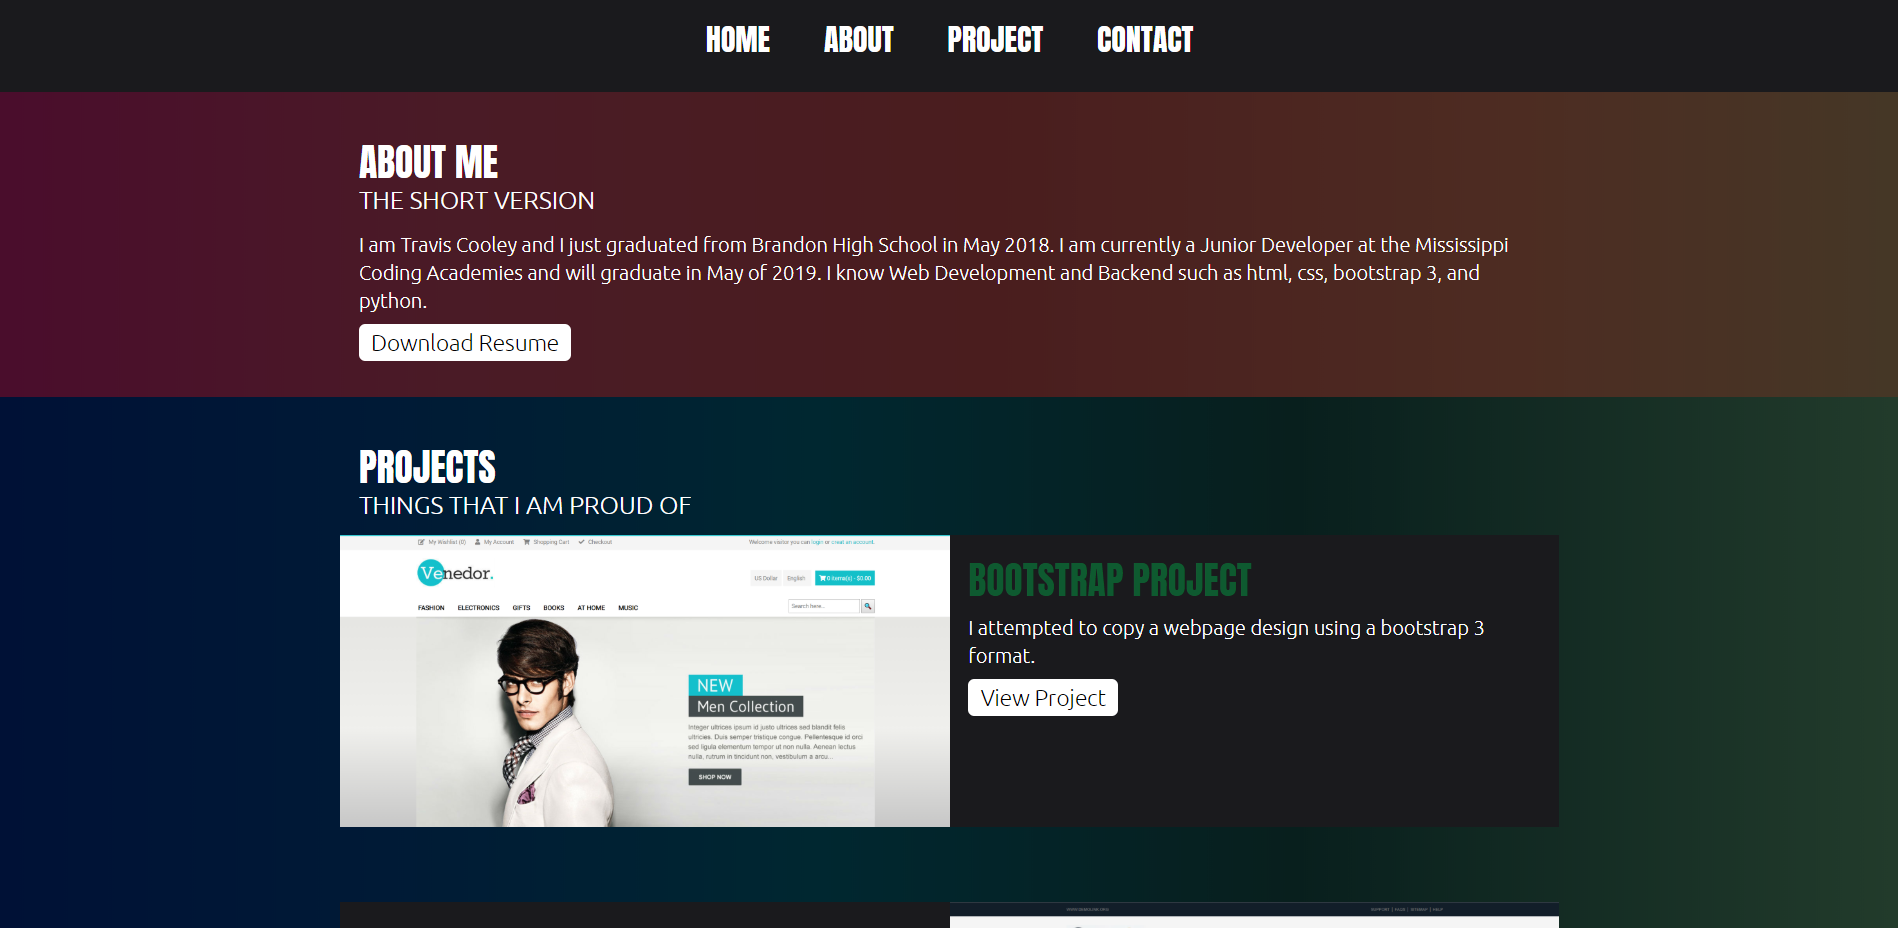 HOME ABOUT PROJECT CONTACT
ABOUT ME
THE SHORT VERSION
I am Travis Cooley and I just graduated from Brandon High School in May 2018. I am currently a Junior Developer at the Mississippi
Coding Academies and will graduate in May of 2019. I know Web Development and Backend such as html, css, bootstrap 3, and
python.
Download Resume
PROJECTS
THINGS THAT I AM PROUD OF
My Wishlist (0) My Account Shopping Cart Checkout Welcome visitor you can login or creat an account.
Venedor.
US Dollar English 0 items(s) - $0.00
FASHION ELECTRONICS GIFTS BOOKS AT HOME MUSIC Search here...
NEW
Men Collection
Integer ultrices ipsum id justo ultrices sed blandit felis
ultricies. Duis semper tristique congue. Pellentesque id orci
sed ligula elementum tempor ut non nulla. Aenean lectus
nulla, rutrum in tincidunt non, vestibulum a arcu...
SHOP NOW
BOOTSTRAP PROJECT
I attempted to copy a webpage design using a bootstrap 3
format.
View Project
SUPPORT | FAQS | SITEMAP | HELP